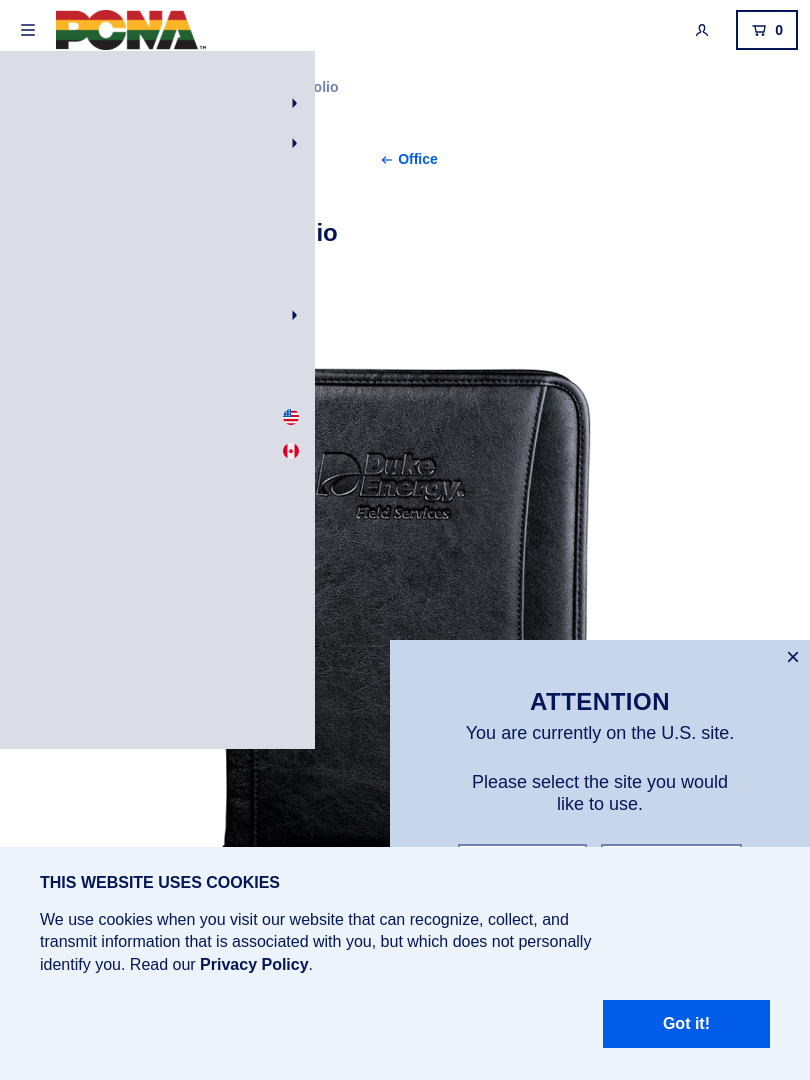 PCNA™
0
olio
← Office
io
Duke
Energy®
Field Services
×
ATTENTION
You are currently on the U.S. site.
Please select the site you would
like to use.
THIS WEBSITE USES COOKIES
We use cookies when you visit our website that can recognize, collect, and
transmit information that is associated with you, but which does not personally
identify you. Read our Privacy Policy.
Got it!